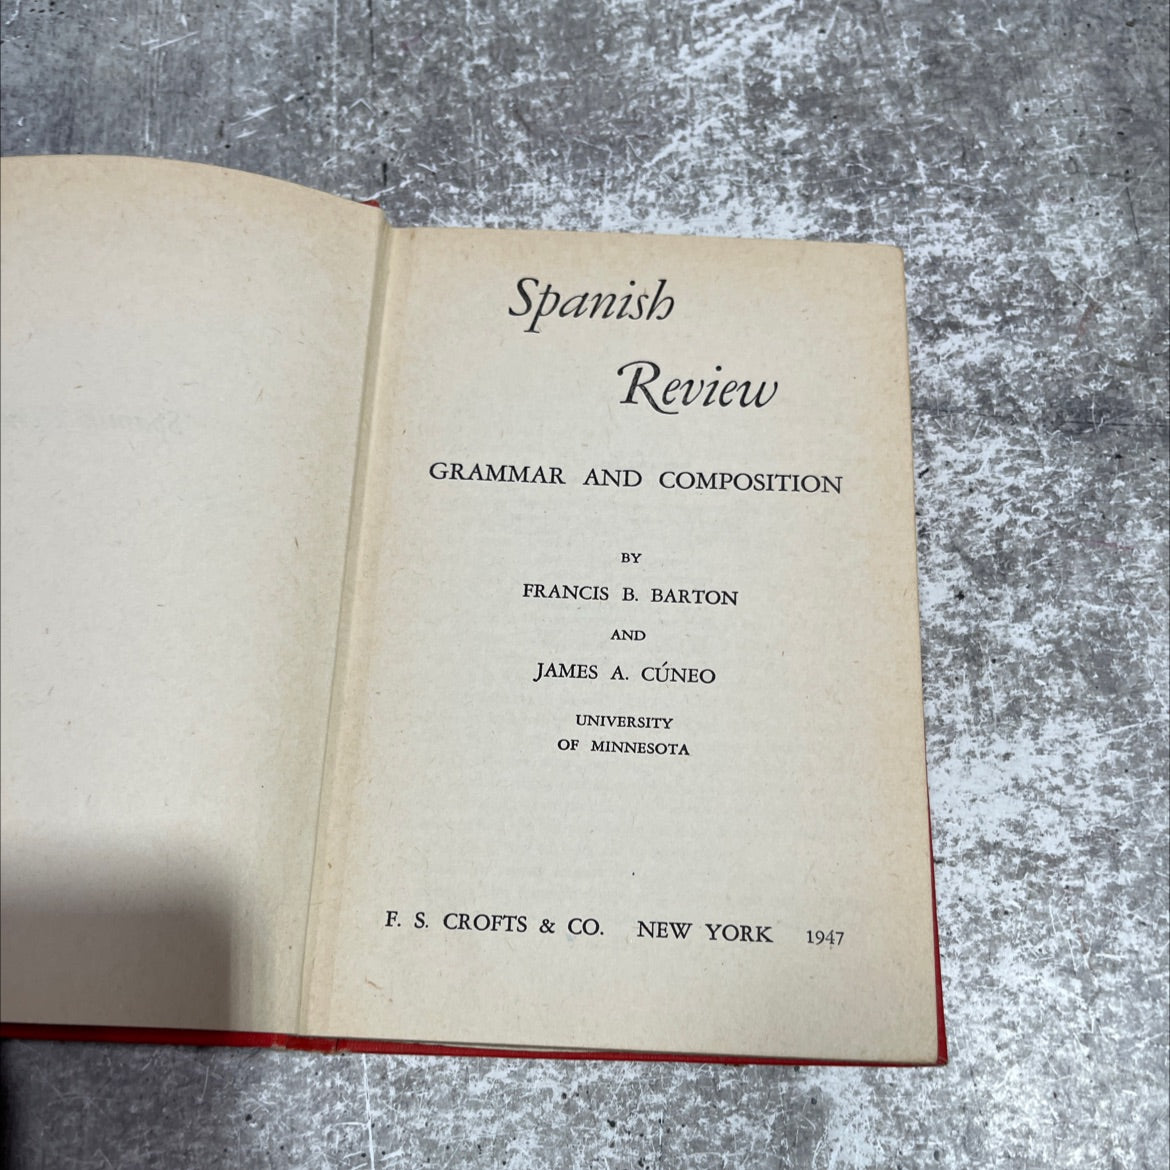 Spanish
Review
GRAMMAR AND COMPOSITION
BY
FRANCIS B. BARTON
AND
JAMES A. CÚNEO
UNIVERSITY
OF MINNESOTA
F. S. CROFTS & CO. NEW YORK 1947